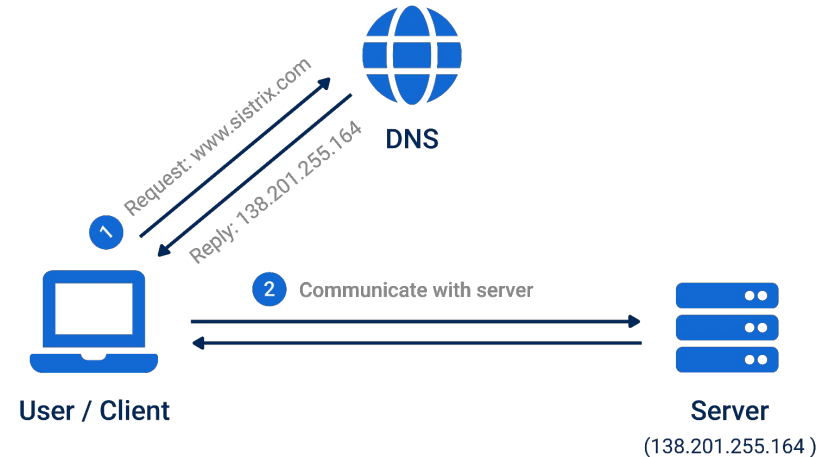 Request: www.sistrix.com
DNS
Reply: 138.201.255.164
1
2 Communicate with server
User / Client
Server
(138.201.255.164 )